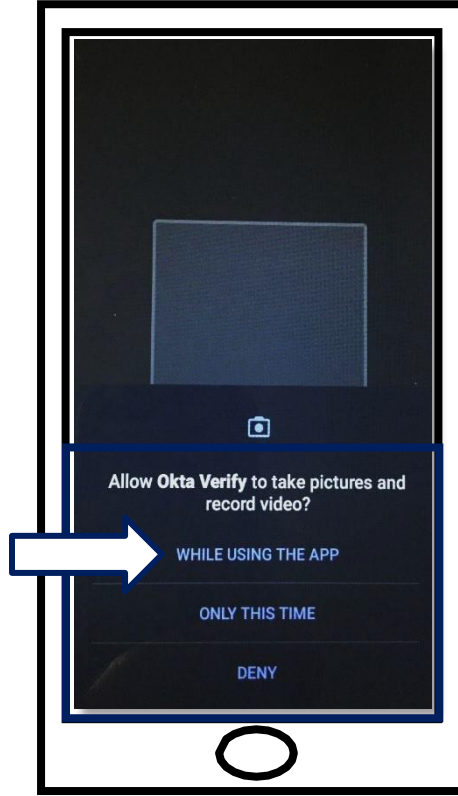 Allow Okta Verify to take pictures and
record video?
WHILE USING THE APP
ONLY THIS TIME
DENY